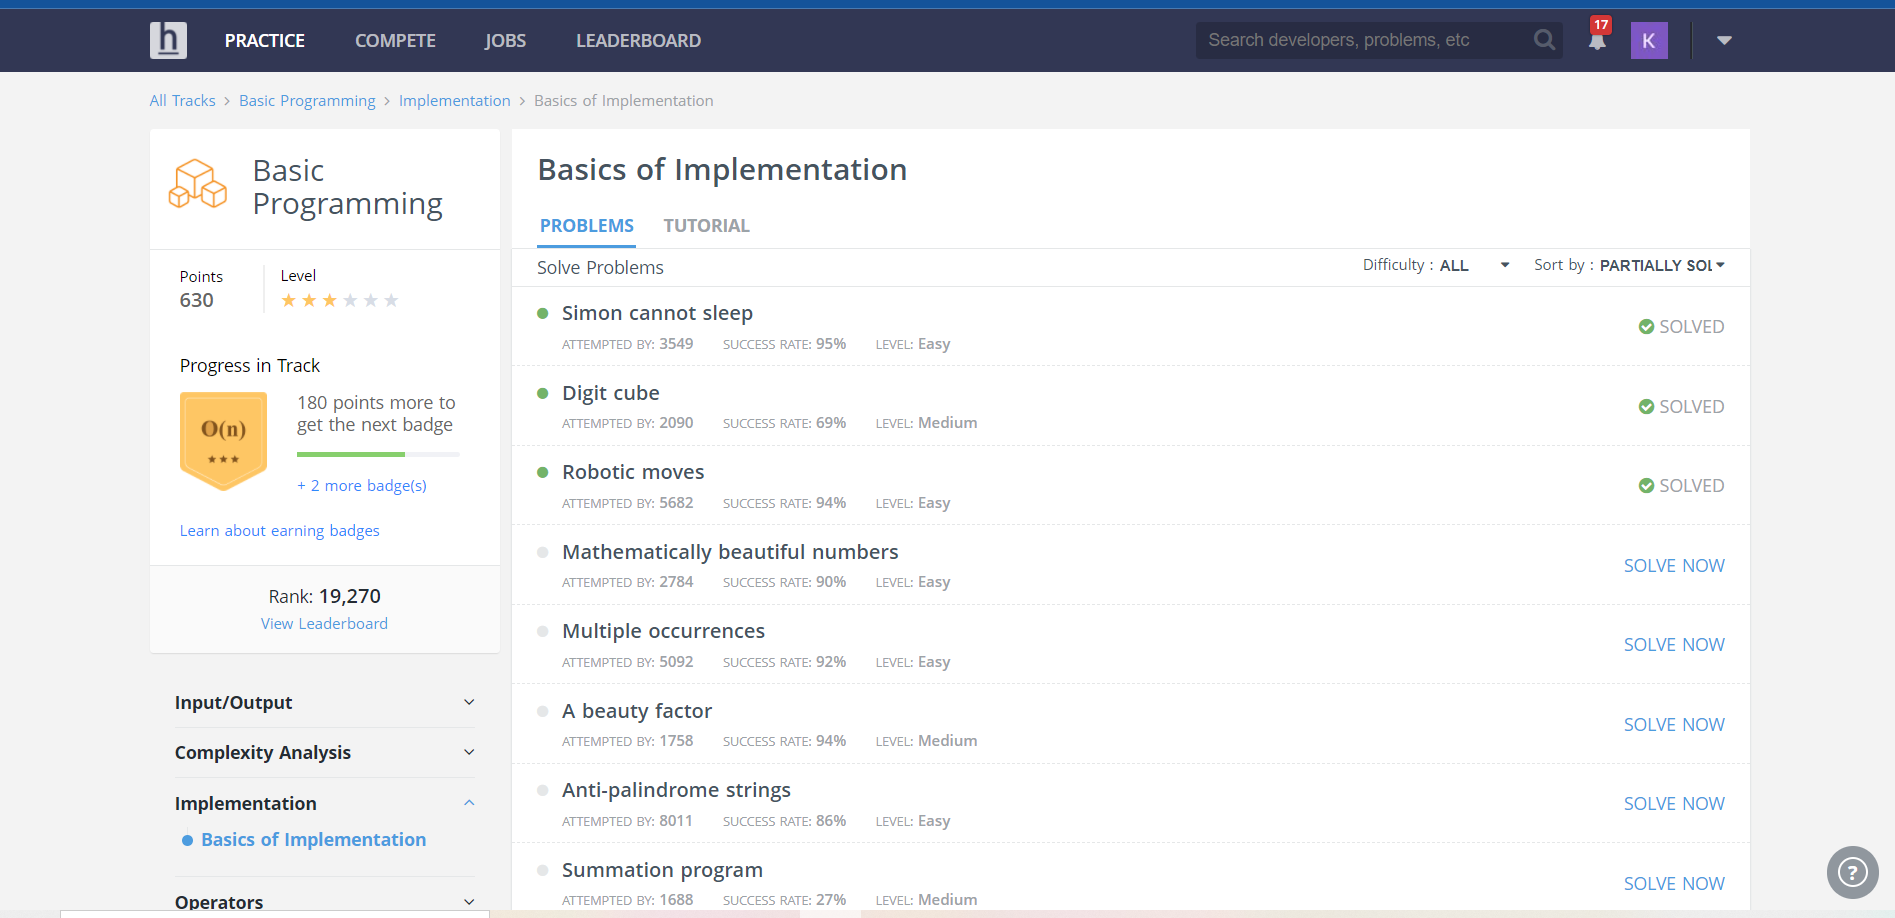 h PRACTICE COMPETE JOBS LEADERBOARD Search developers, problems, etc 17 K
All Tracks > Basic Programming > Implementation > Basics of Implementation
Basic
Programming
Points
630
Level
Progress in Track
O(n)
180 points more to
get the next badge
+ 2 more badge(s)
Learn about earning badges
Rank: 19,270
View Leaderboard
Input/Output
Complexity Analysis
Implementation
Basics of Implementation
Operators
Basics of Implementation
PROBLEMS TUTORIAL
Solve Problems Difficulty : ALL Sort by : PARTIALLY SOL
Simon cannot sleep
ATTEMPTED BY: 3549 SUCCESS RATE: 95% LEVEL: Easy
SOLVED
Digit cube
ATTEMPTED BY: 2090 SUCCESS RATE: 69% LEVEL: Medium
SOLVED
Robotic moves
ATTEMPTED BY: 5682 SUCCESS RATE: 94% LEVEL: Easy
SOLVED
Mathematically beautiful numbers
ATTEMPTED BY: 2784 SUCCESS RATE: 90% LEVEL: Easy
SOLVE NOW
Multiple occurrences
ATTEMPTED BY: 5092 SUCCESS RATE: 92% LEVEL: Easy
SOLVE NOW
A beauty factor
ATTEMPTED BY: 1758 SUCCESS RATE: 94% LEVEL: Medium
SOLVE NOW
Anti-palindrome strings
ATTEMPTED BY: 8011 SUCCESS RATE: 86% LEVEL: Easy
SOLVE NOW
Summation program
ATTEMPTED BY: 1688 SUCCESS RATE: 27% LEVEL: Medium
SOLVE NOW
?